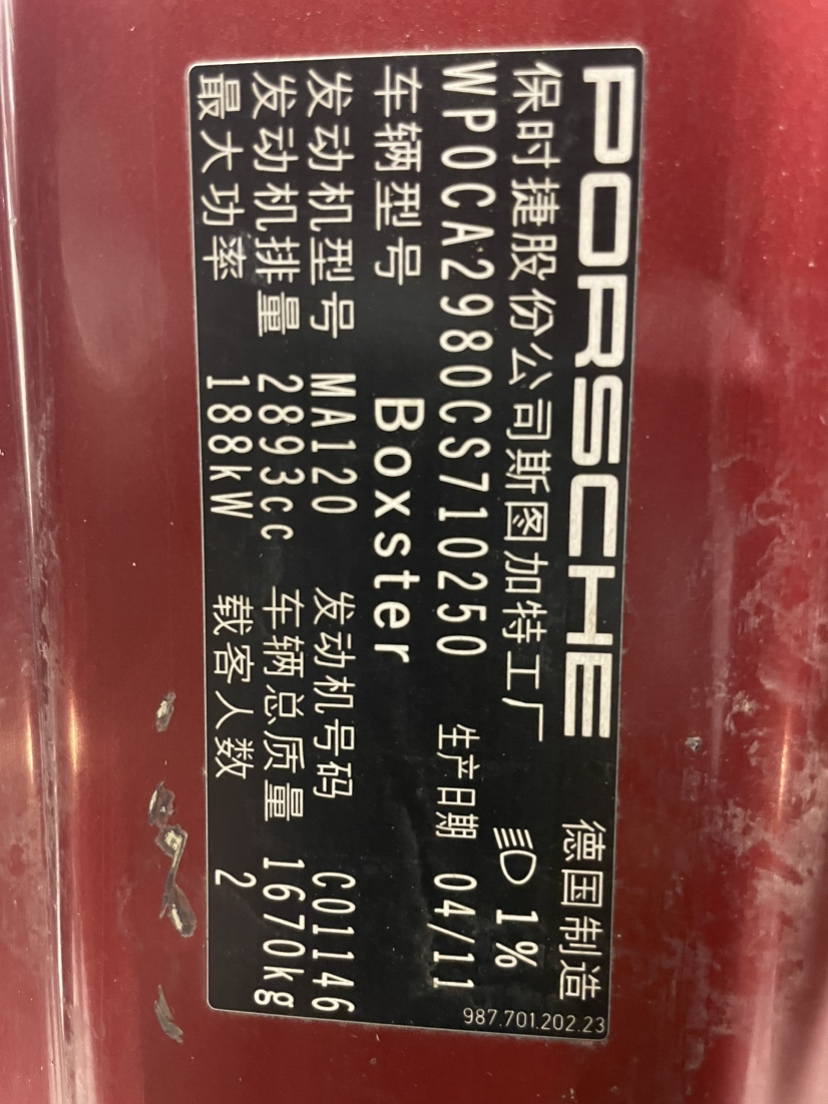 PORSCHE 德国制造
保时捷股份公司斯图加特工厂 1%
WP0CA2980CS710250 生产日期 04/11
车辆型号 Boxster
发动机型号 MA120 发动机号码 C01146
发动机排量 2893cc 车辆总质量 1670kg
最大功率 188kW 载客人数 2
987.701.202.23